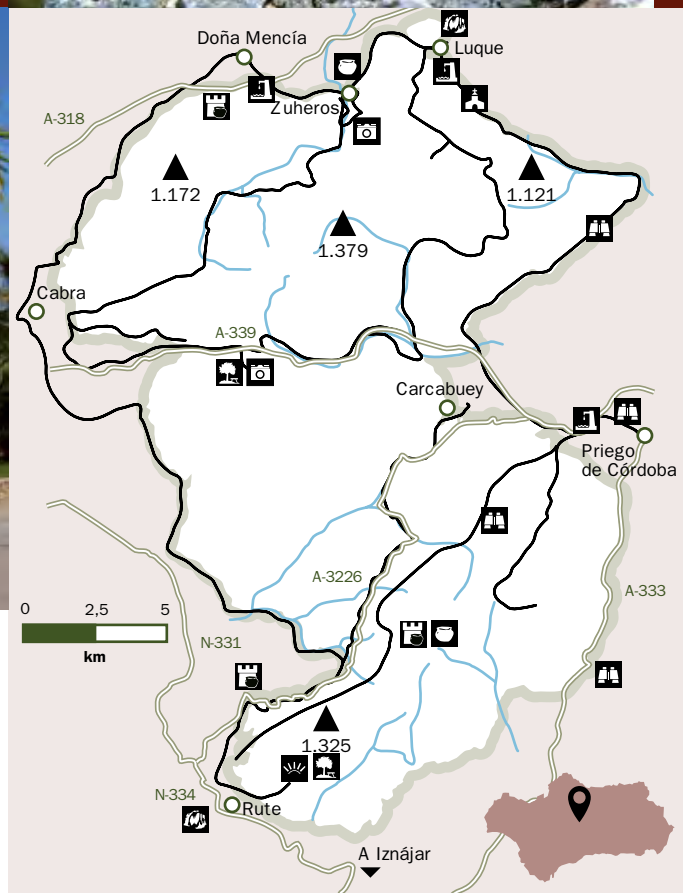 Doña Mencía
Luque
Zuheros
A-318
1.172
1.121
1.379
Cabra
A-339
Carcabuey
Priego
de Córdoba
A-3226
A-333
0 2,5 5
km
N-331
1.325
N-334
Rute
A Iznájar